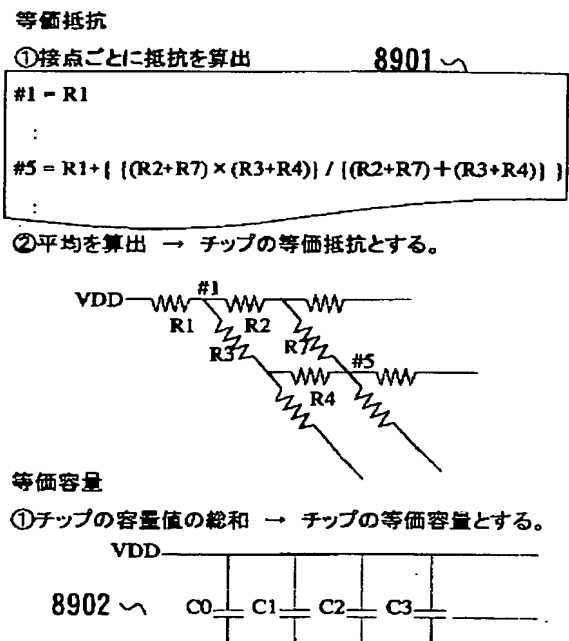 等価抵抗
①接点ごとに抵抗を算出 8901
#1 = R1
:
#5 = R1+{ {(R2+R7)×(R3+R4)} / {(R2+R7)+(R3+R4)} }
:
②平均を算出 → チップの等価抵抗とする。
VDD #1
R1 R2
R3 R7 #5
R4
等価容量
①チップの容量値の総和 → チップの等価容量とする。
VDD
8902 C0 C1 C2 C3